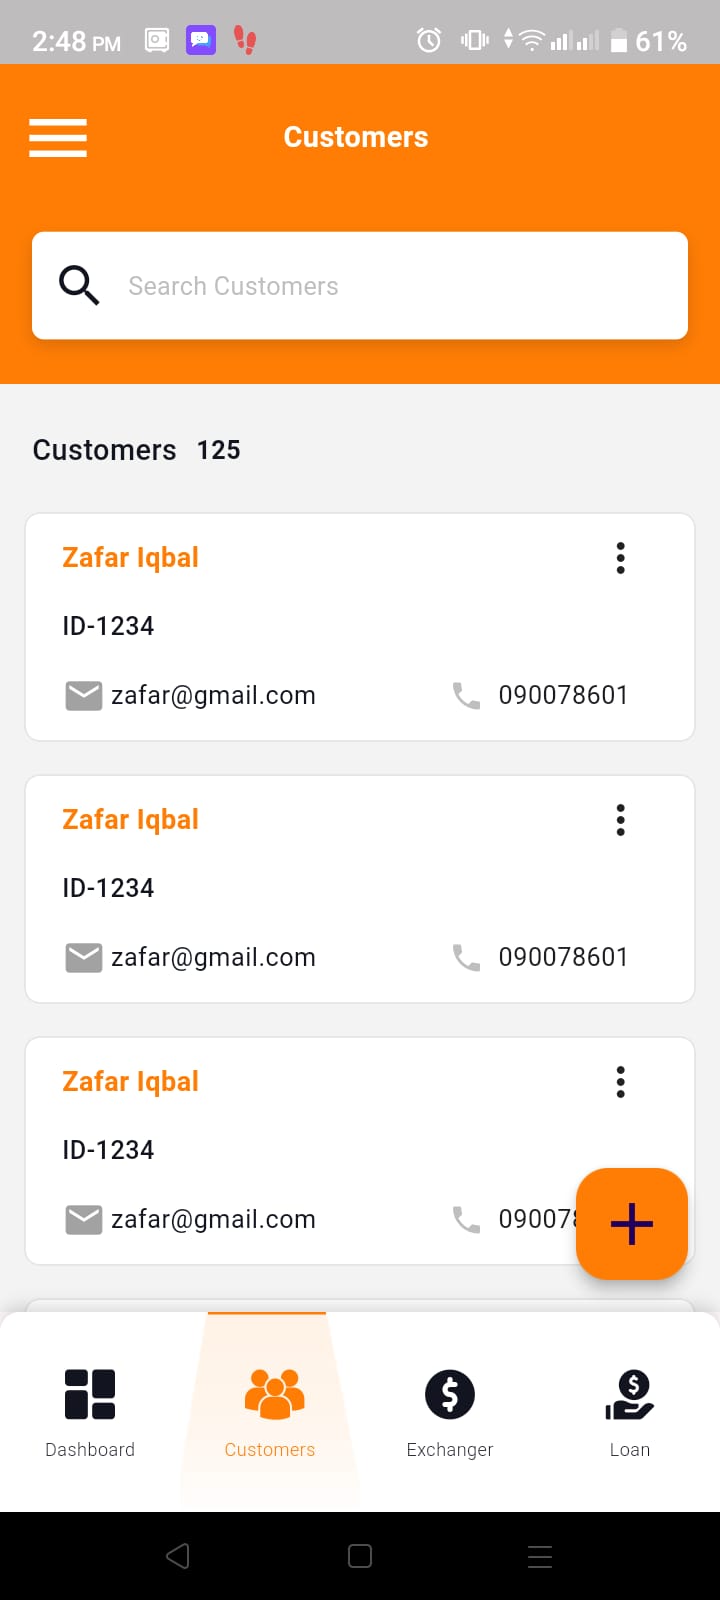 2:48 PM 61%
Customers
Search Customers
Customers 125
Zafar Iqbal
ID-1234
zafar@gmail.com 090078601
Zafar Iqbal
ID-1234
zafar@gmail.com 090078601
Zafar Iqbal
ID-1234
zafar@gmail.com 09007
Dashboard Customers Exchanger Loan